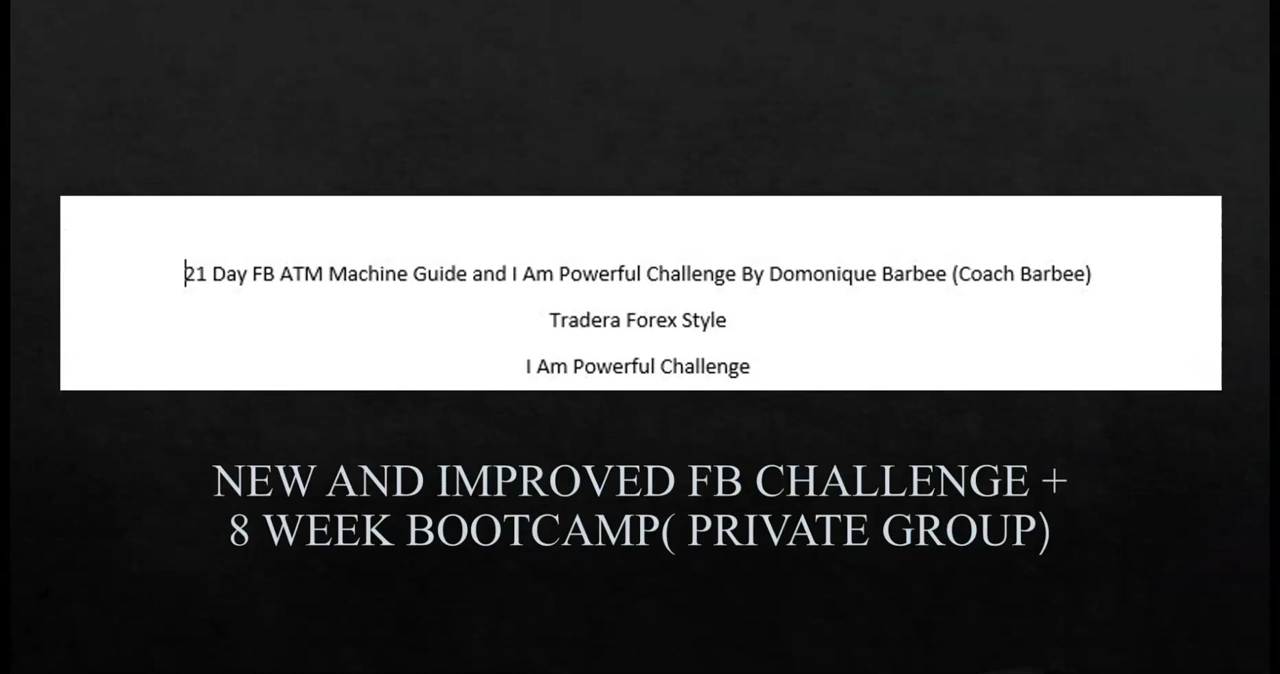 21 Day FB ATM Machine Guide and I Am Powerful Challenge By Domonique Barbee (Coach Barbee)
Tradera Forex Style
I Am Powerful Challenge
NEW AND IMPROVED FB CHALLENGE +
8 WEEK BOOTCAMP( PRIVATE GROUP)